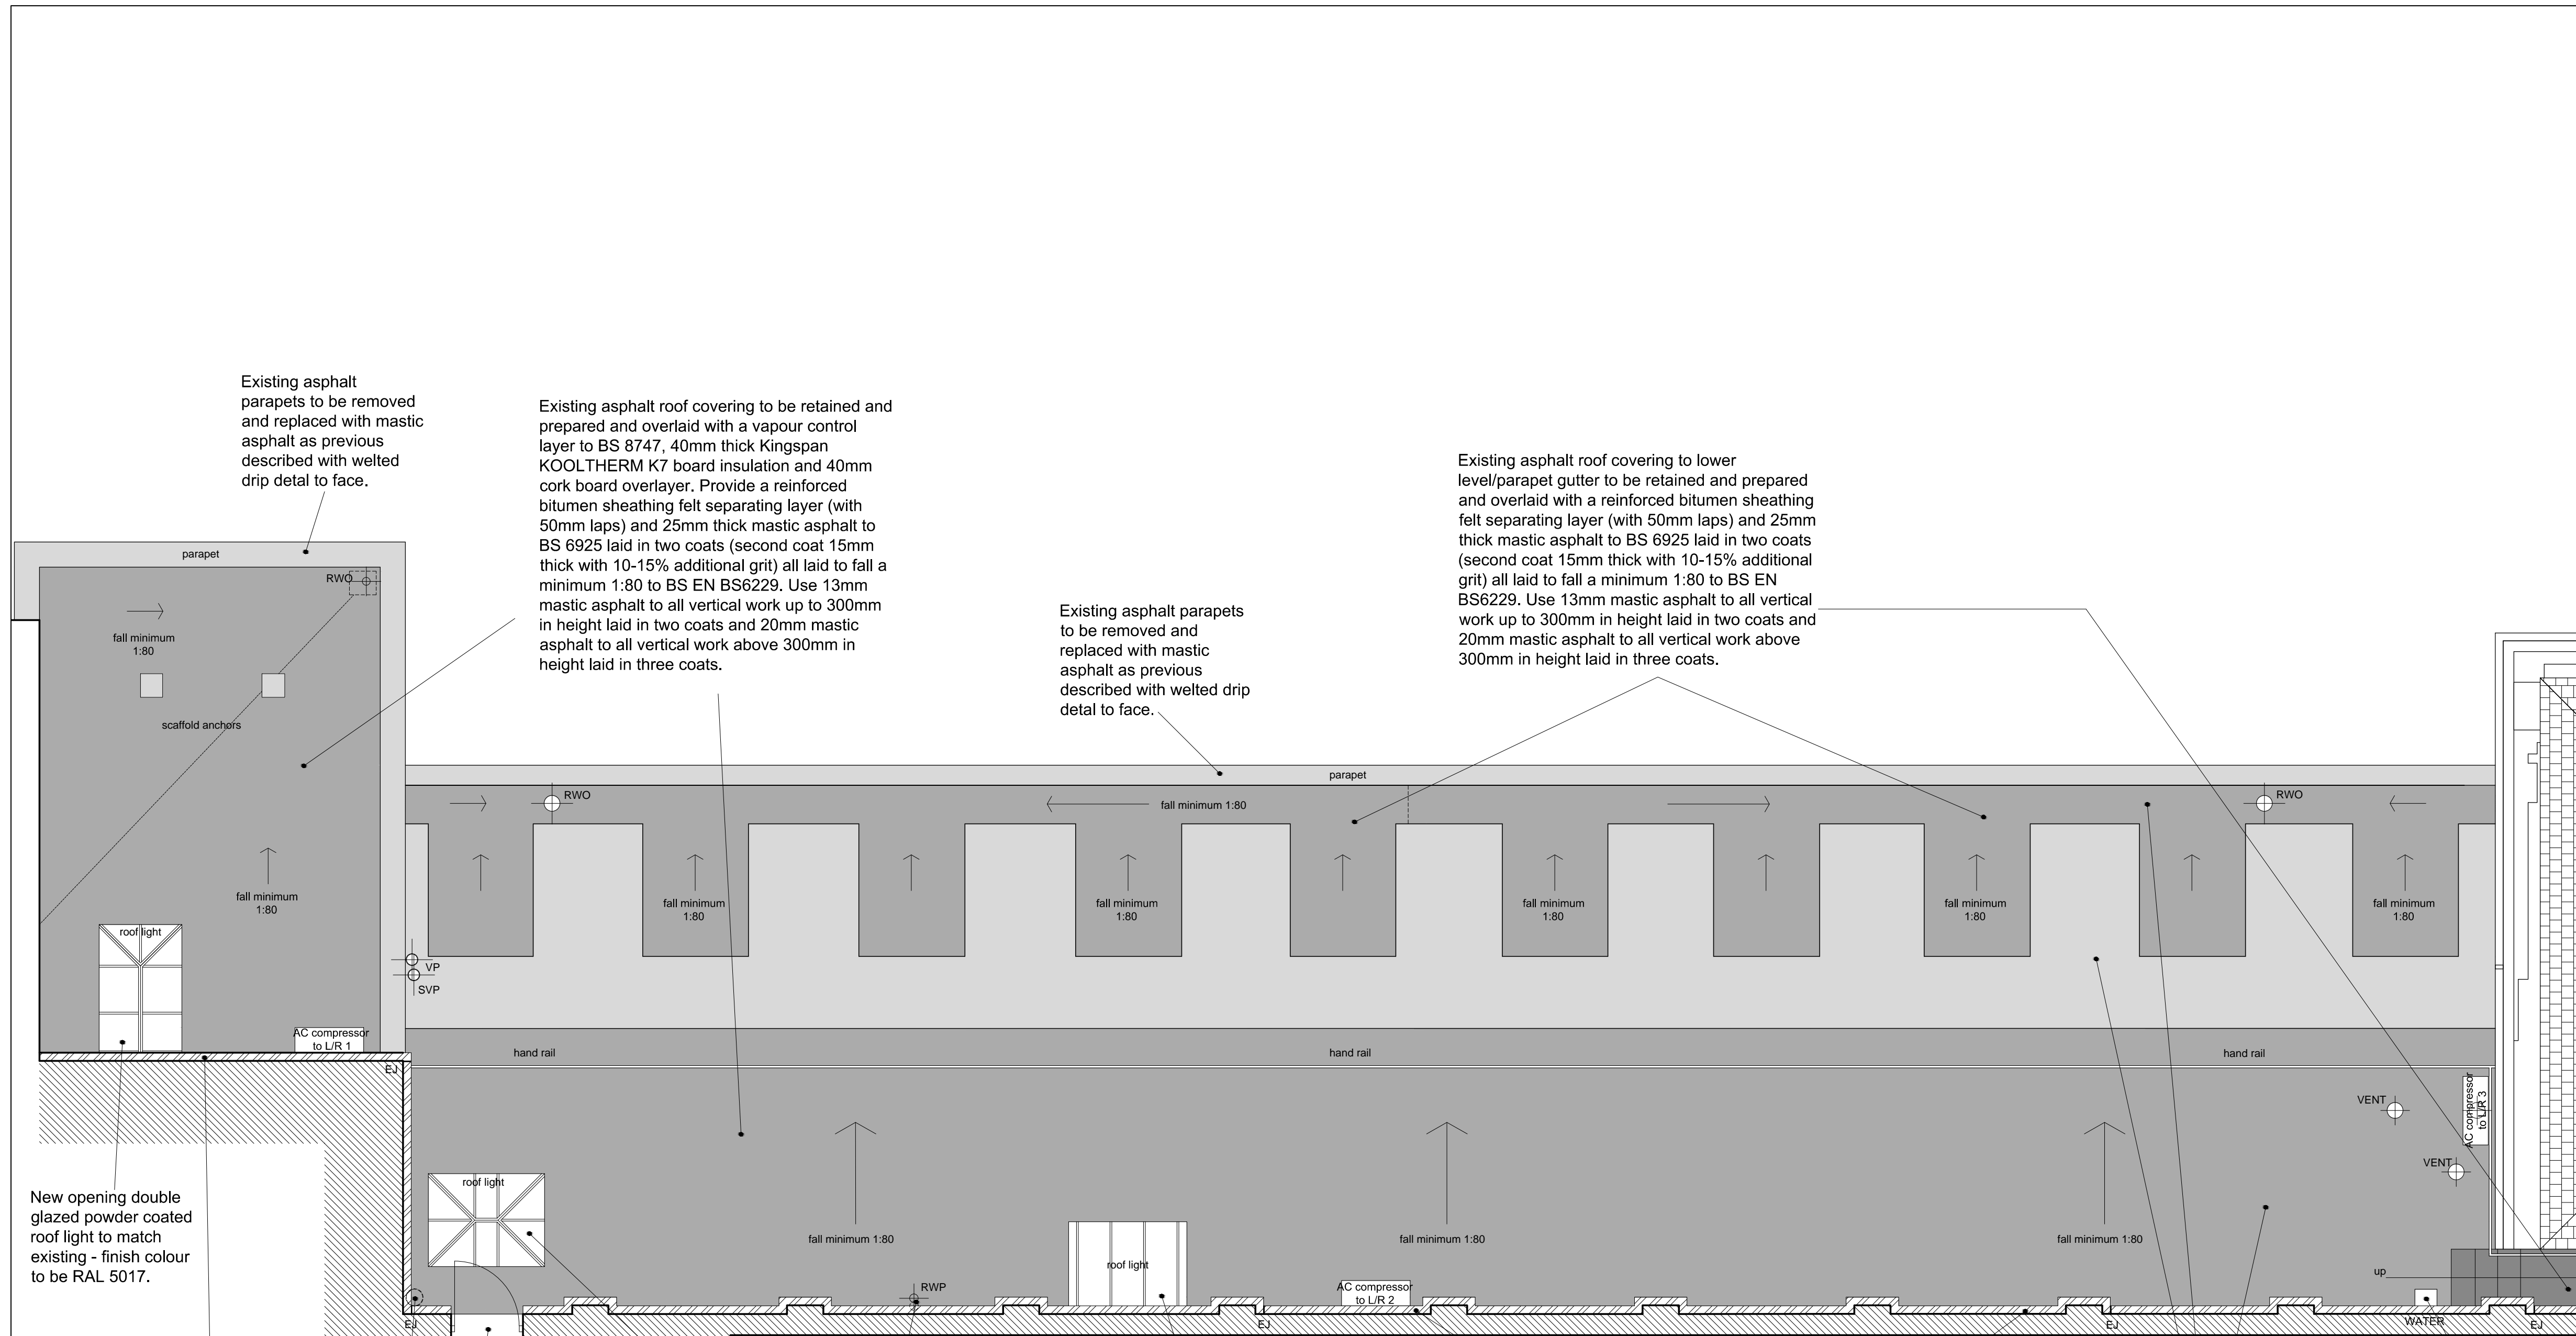 Existing asphalt
parapets to be removed
and replaced with mastic
asphalt as previous
described with welted
drip detal to face.
Existing asphalt roof covering to be retained and
prepared and overlaid with a vapour control
layer to BS 8747, 40mm thick Kingspan
KOOLTHERM K7 board insulation and 40mm
cork board overlayer. Provide a reinforced
bitumen sheathing felt separating layer (with
50mm laps) and 25mm thick mastic asphalt to
BS 6925 laid in two coats (second coat 15mm
thick with 10-15% additional grit) all laid to fall a
minimum 1:80 to BS EN BS6229. Use 13mm
mastic asphalt to all vertical work up to 300mm
in height laid in two coats and 20mm mastic
asphalt to all vertical work above 300mm in
height laid in three coats.
Existing asphalt roof covering to lower
level/parapet gutter to be retained and prepared
and overlaid with a reinforced bitumen sheathing
felt separating layer (with 50mm laps) and 25mm
thick mastic asphalt to BS 6925 laid in two coats
(second coat 15mm thick with 10-15% additional
grit) all laid to fall a minimum 1:80 to BS EN
BS6229. Use 13mm mastic asphalt to all vertical
work up to 300mm in height laid in two coats and
20mm mastic asphalt to all vertical work above
300mm in height laid in three coats.
Existing asphalt parapets
to be removed and
replaced with mastic
asphalt as previous
described with welted drip
detal to face.
parapet
RWO
fall minimum
1:80
scaffold anchors
fall minimum
1:80
roof light
AC compressor
to L/R 1
parapet
RWO
fall minimum 1:80
RWO
fall minimum
1:80
fall minimum
1:80
fall minimum
1:80
fall minimum
1:80
fall minimum
1:80
VP
SVP
hand rail
hand rail
hand rail
EJ
VENT
AC compressor
to L/R 3
VENT
roof light
fall minimum 1:80
fall minimum 1:80
fall minimum 1:80
roof light
up
RWP
AC compressor
to L/R 2
WATER
EJ
EJ
EJ
EJ
New opening double
glazed powder coated
roof light to match
existing - finish colour
to be RAL 5017.